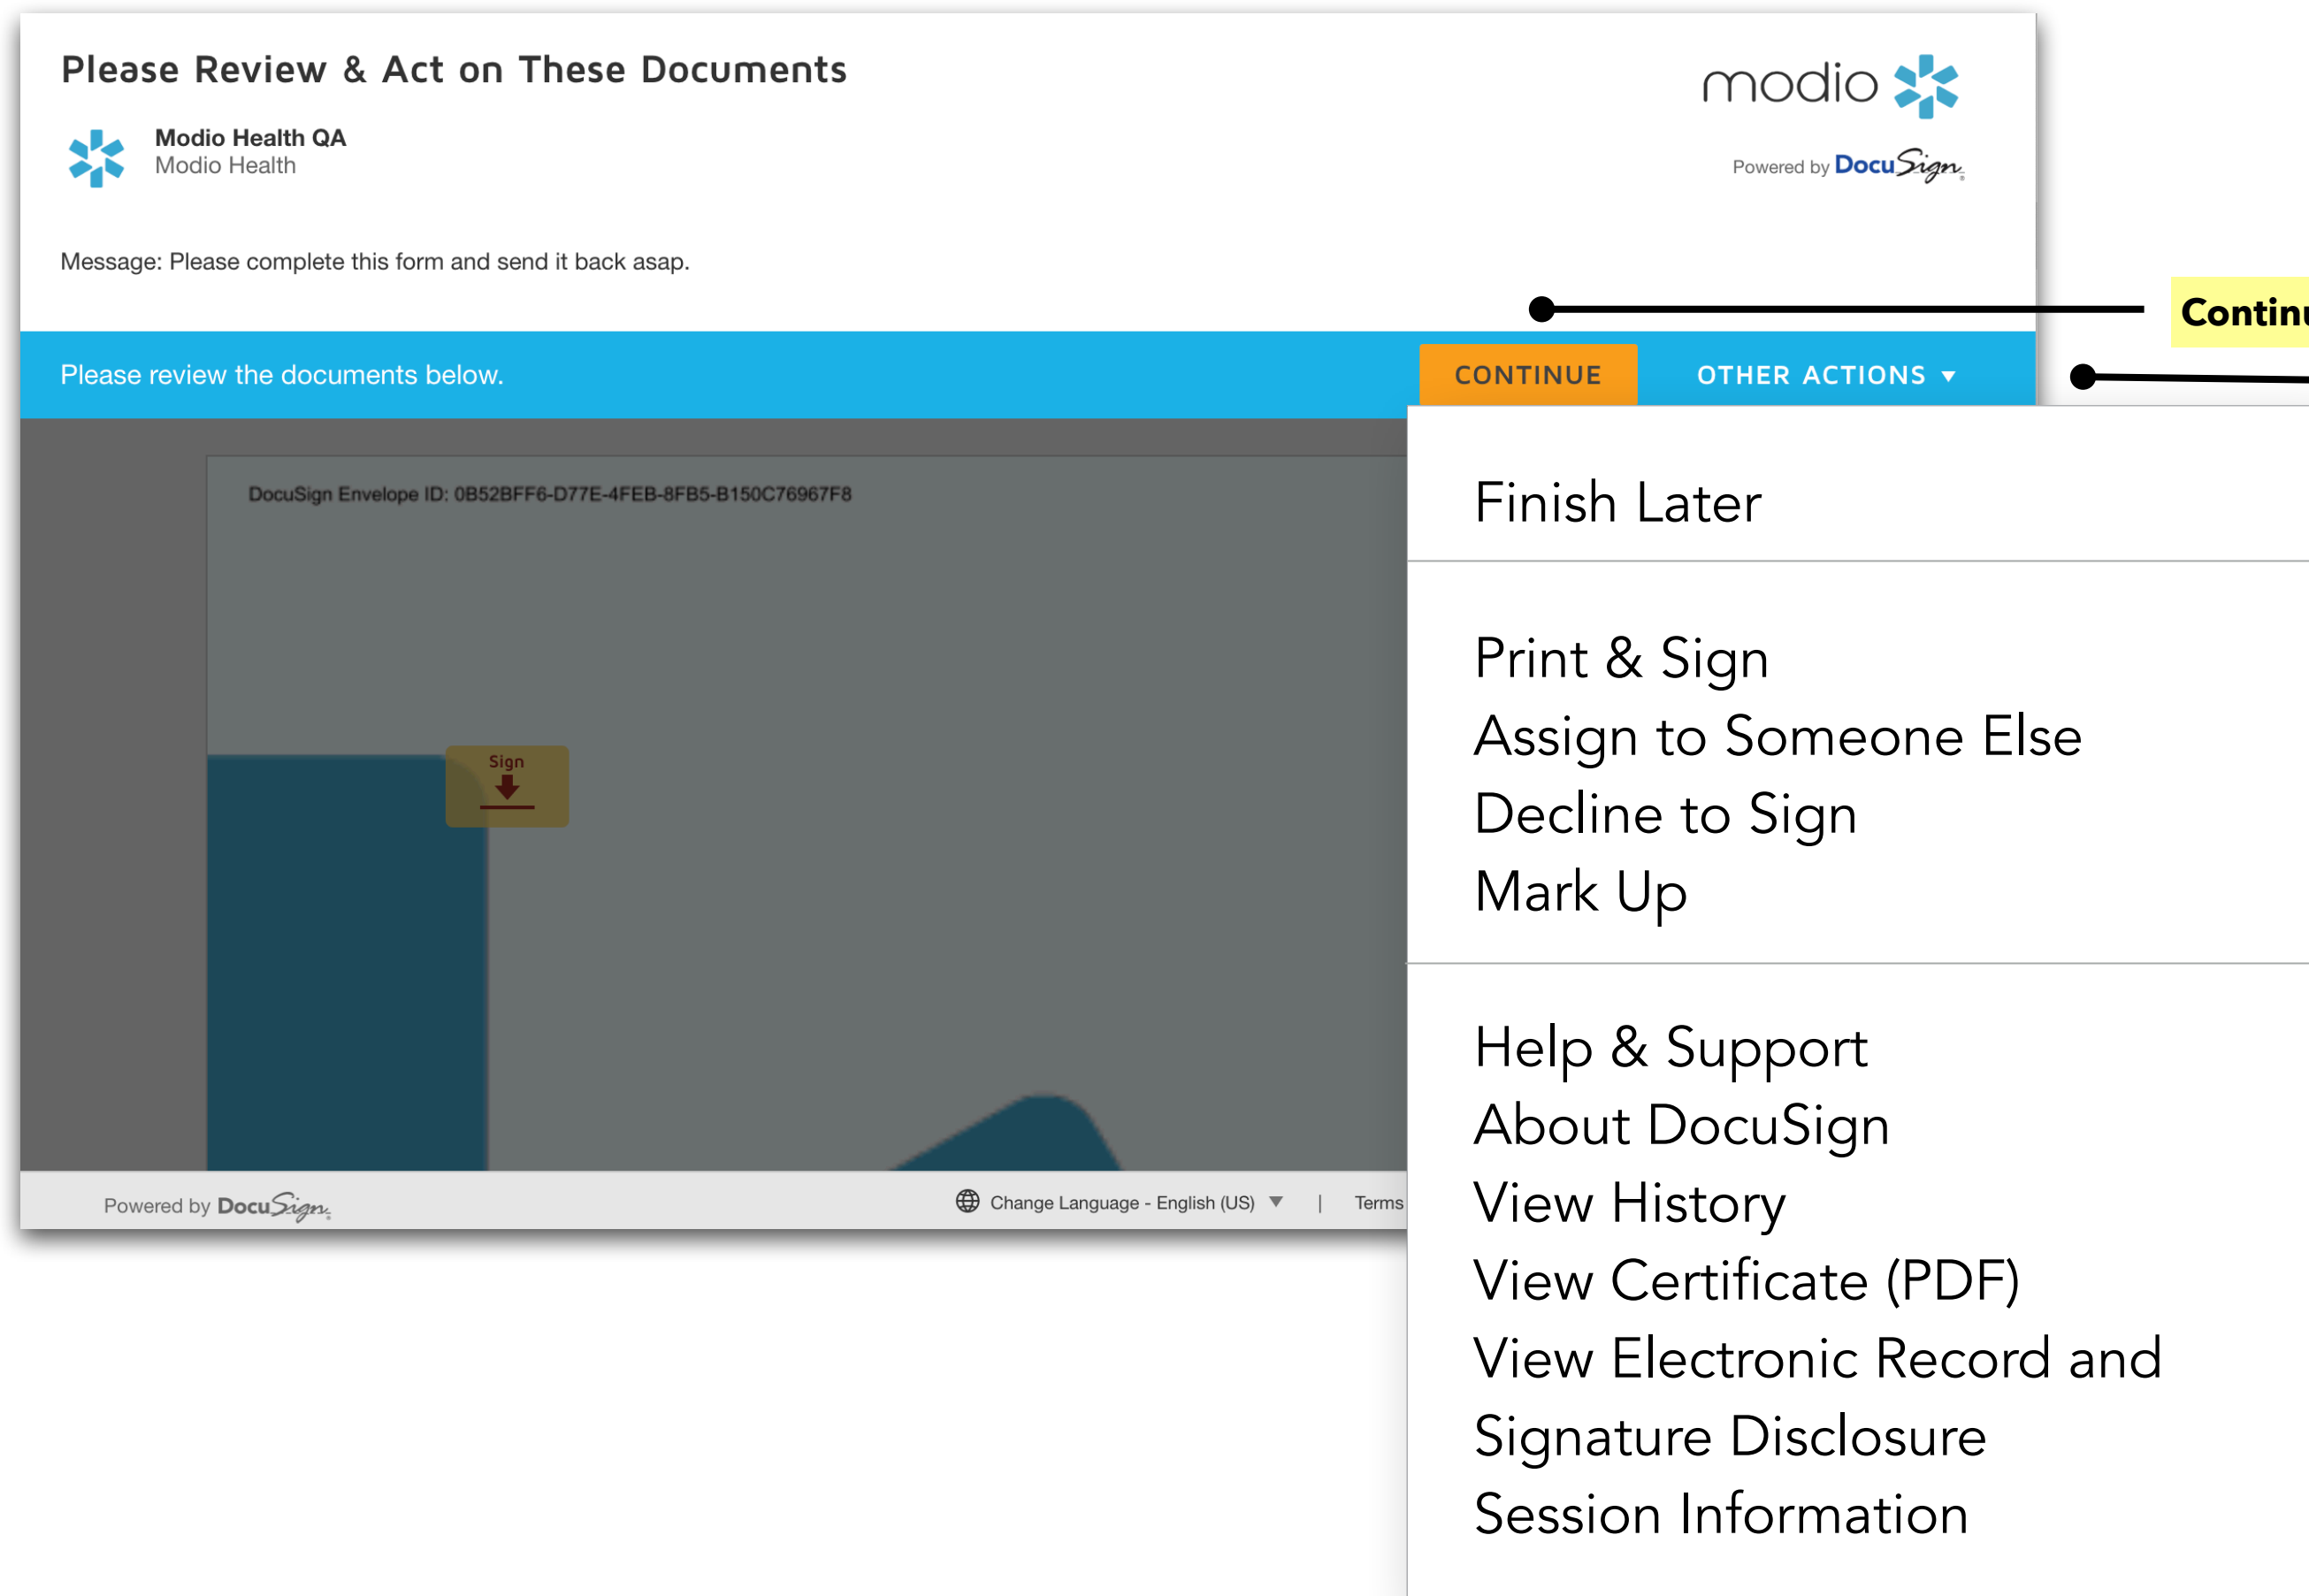 Please Review & Act on These Documents
modio
Modio Health QA
Modio Health
Powered by DocuSign
Message: Please complete this form and send it back asap.
Please review the documents below.
CONTINUE
OTHER ACTIONS
DocuSign Envelope ID: 0B52BFF6-D77E-4FEB-8FB5-B150C76967F8
Sign
Powered by DocuSign
Change Language - English (US) | Terms
Finish Later
Print & Sign
Assign to Someone Else
Decline to Sign
Mark Up
Help & Support
About DocuSign
View History
View Certificate (PDF)
View Electronic Record and
Signature Disclosure
Session Information